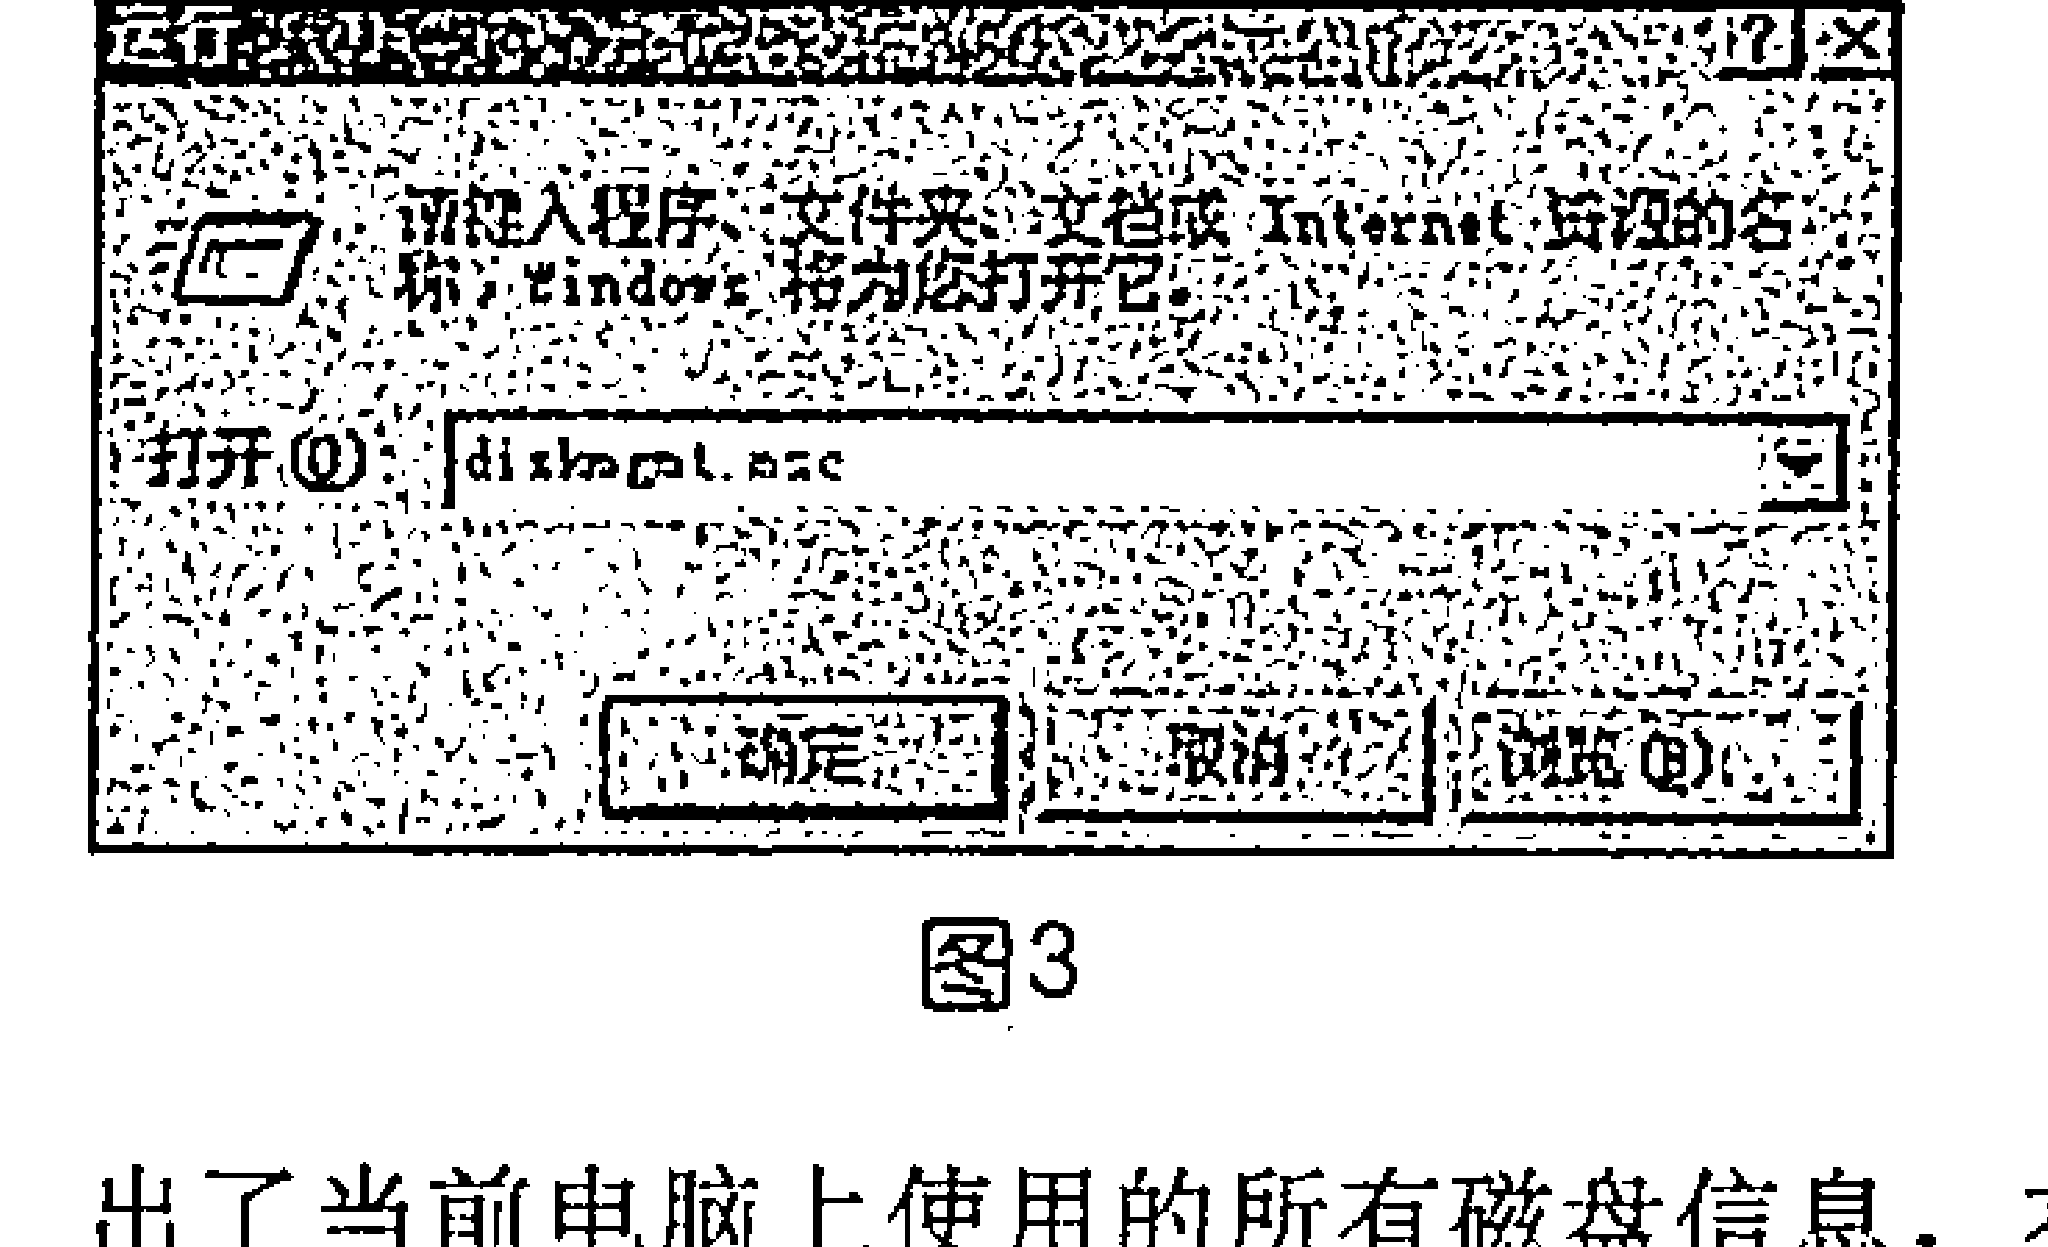 运行
请键入程序、文件夹、文档或 Internet 资源的名
称，Windows 将为您打开它。
打开(O)
diskmgmt.msc
确定
取消
浏览(B)
图3
出了当前电脑上使用的所有磁盘信息.